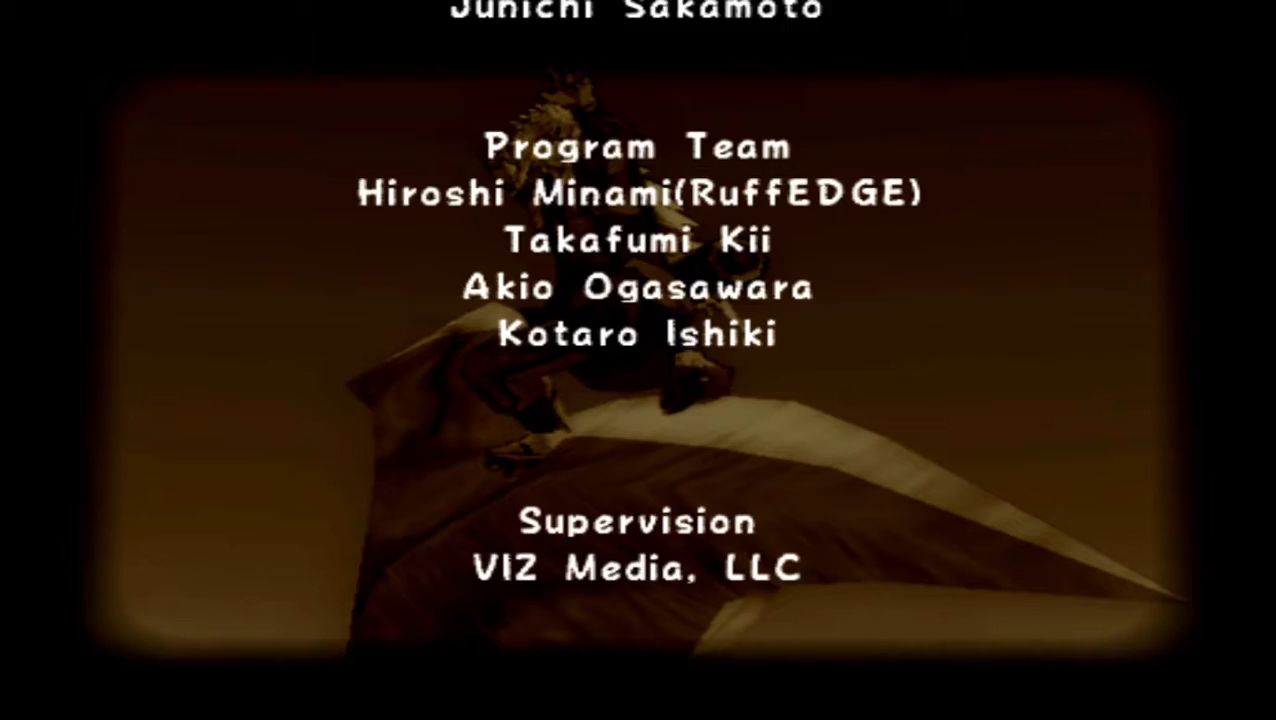 Junichi Sakamoto
Program Team
Hiroshi Minami(RuffEDGE)
Takafumi Kii
Akio Ogasawara
Kotaro Ishiki
Supervision
VIZ Media, LLC